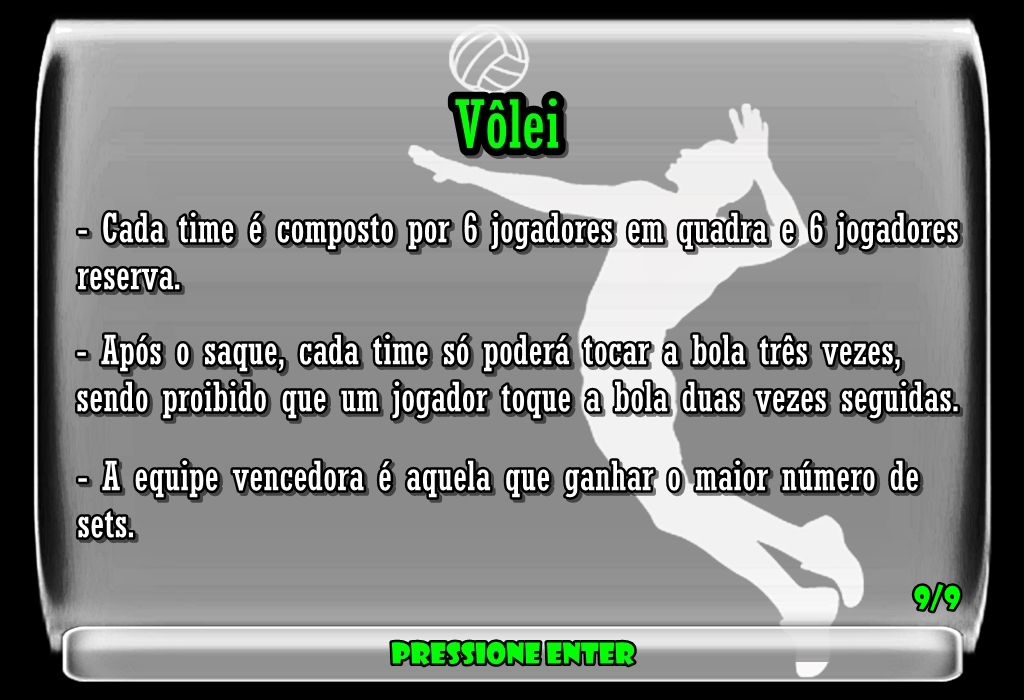 Vôlei
- Cada time é composto por 6 jogadores em quadra e 6 jogadores
reserva.
- Após o saque, cada time só poderá tocar a bola três vezes,
sendo proibido que um jogador toque a bola duas vezes seguidas.
- A equipe vencedora é aquela que ganhar o maior número de
sets.
9/9
PRESSIONE ENTER